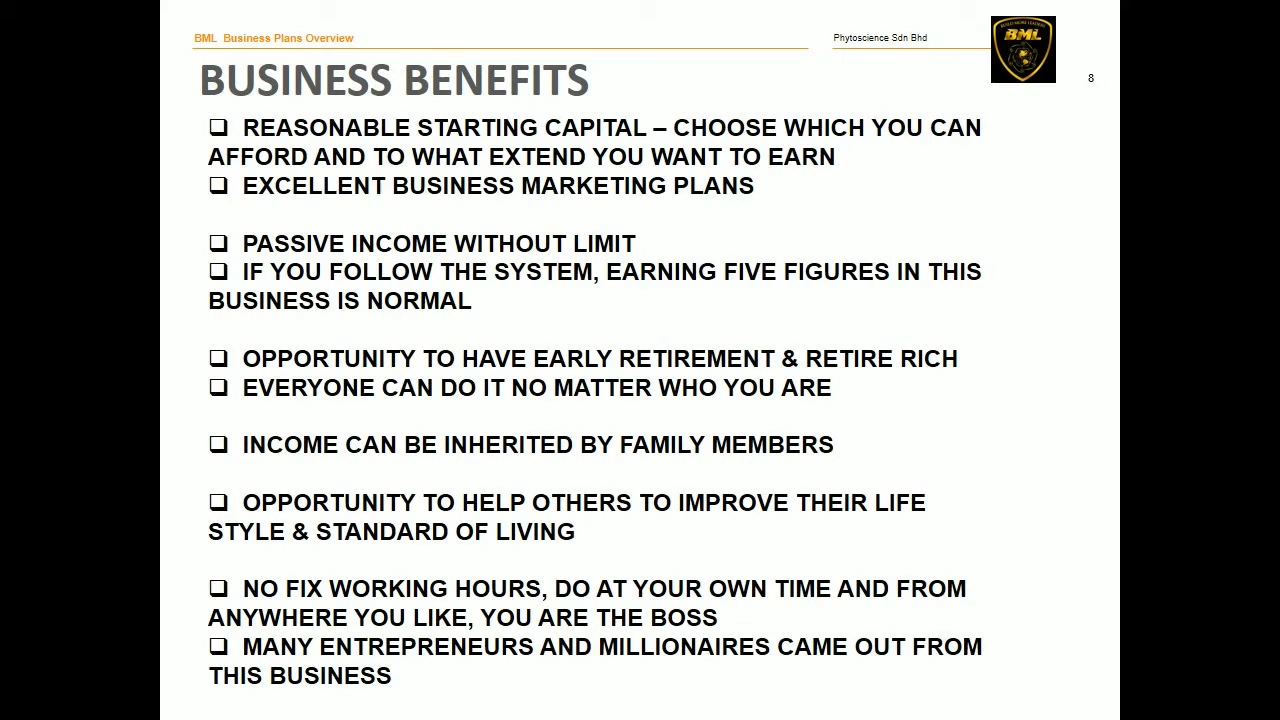 BML Business Plans Overview
Phytoscience Sdn Bhd
BUILD MORE LEADERS
BML
8
BUSINESS BENEFITS
❑ REASONABLE STARTING CAPITAL – CHOOSE WHICH YOU CAN
AFFORD AND TO WHAT EXTEND YOU WANT TO EARN
❑ EXCELLENT BUSINESS MARKETING PLANS
❑ PASSIVE INCOME WITHOUT LIMIT
❑ IF YOU FOLLOW THE SYSTEM, EARNING FIVE FIGURES IN THIS
BUSINESS IS NORMAL
❑ OPPORTUNITY TO HAVE EARLY RETIREMENT & RETIRE RICH
❑ EVERYONE CAN DO IT NO MATTER WHO YOU ARE
❑ INCOME CAN BE INHERITED BY FAMILY MEMBERS
❑ OPPORTUNITY TO HELP OTHERS TO IMPROVE THEIR LIFE
STYLE & STANDARD OF LIVING
❑ NO FIX WORKING HOURS, DO AT YOUR OWN TIME AND FROM
ANYWHERE YOU LIKE, YOU ARE THE BOSS
❑ MANY ENTREPRENEURS AND MILLIONAIRES CAME OUT FROM
THIS BUSINESS